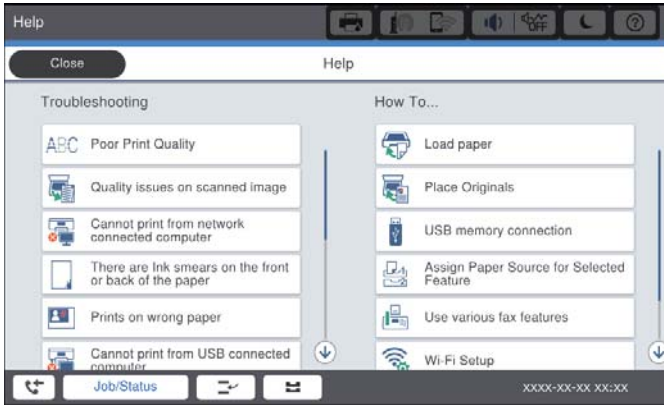 Help
OFF
Close
Help
Troubleshooting
How To...
ABC
Poor Print Quality
Load paper
Quality issues on scanned image
Place Originals
Cannot print from network
connected computer
USB memory connection
There are Ink smears on the front
or back of the paper
Assign Paper Source for Selected
Feature
Prints on wrong paper
Use various fax features
Cannot print from USB connected
computer
Wi-Fi Setup
Job/Status
XXXX-XX-XX XX:XX